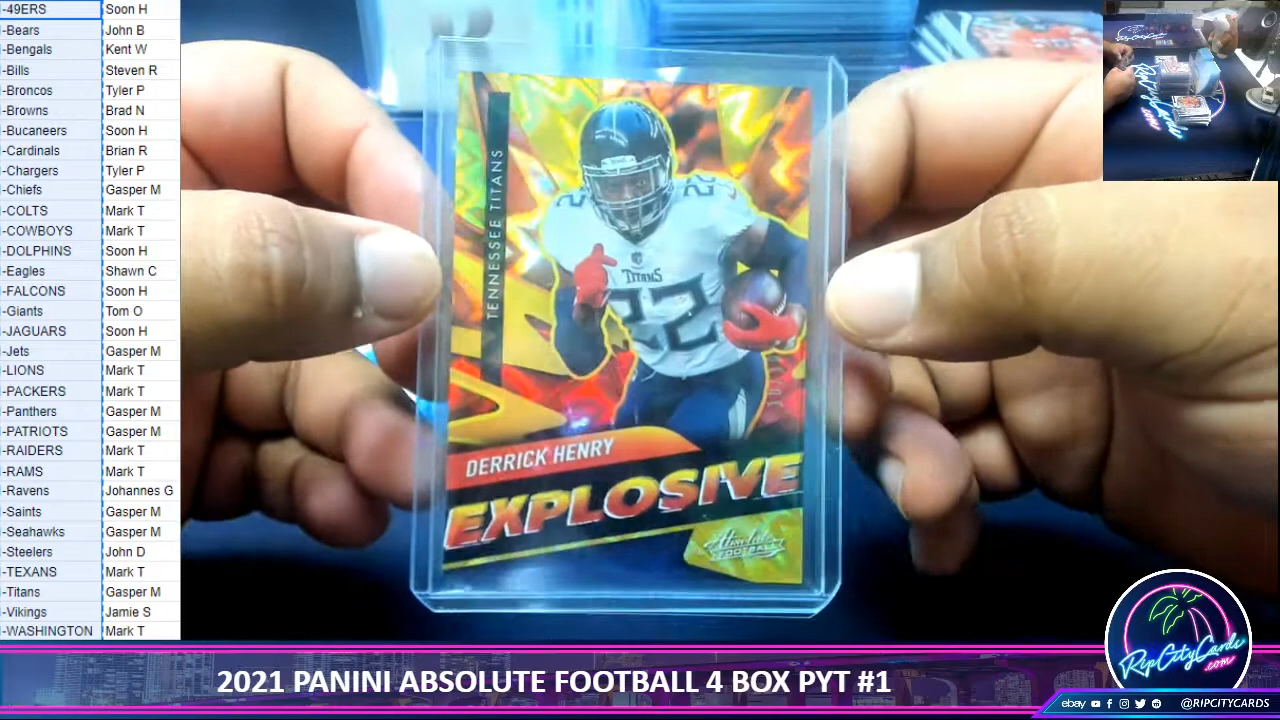 -49ERS Soon H
-Bears John B
-Bengals Kent W
-Bills Steven R
-Broncos Tyler P
-Browns Brad N
-Bucaneers Soon H
-Cardinals Brian R
-Chargers Tyler P
-Chiefs Gasper M
-COLTS Mark T
-COWBOYS Mark T
-DOLPHINS Soon H
-Eagles Shawn C
-FALCONS Soon H
-Giants Tom O
-JAGUARS Soon H
-Jets Gasper M
-LIONS Mark T
-PACKERS Mark T
-Panthers Gasper M
-PATRIOTS Gasper M
-RAIDERS Mark T
-RAMS Mark T
-Ravens Johannes G
-Saints Gasper M
-Seahawks Gasper M
-Steelers John D
-TEXANS Mark T
-Titans Gasper M
-Vikings Jamie S
-WASHINGTON Mark T
TENNESSEE TITANS
22
TITANS
22
DERRICK HENRY
EXPLOSIVE
Absolute
FOOTBALL
RipCityCards
RipCityCards
.com
2021 PANINI ABSOLUTE FOOTBALL 4 BOX PYT #1
ebay @RIPCITYCARDS